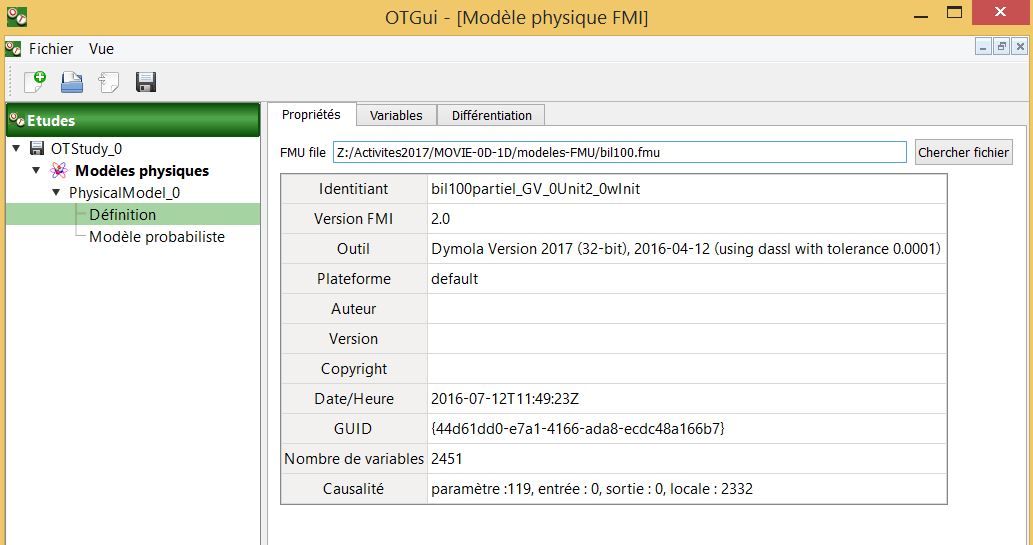 OTGui - [Modèle physique FMI]
Fichier Vue
Etudes
OTStudy_0
Modèles physiques
PhysicalModel_0
Définition
Modèle probabiliste
Propriétés Variables Différentiation
FMU file Z:/Activites2017/MOVIE-0D-1D/modeles-FMU/bil100.fmu Chercher fichier
Identitiant bil100partiel_GV_0Unit2_0wInit
Version FMI 2.0
Outil Dymola Version 2017 (32-bit), 2016-04-12 (using dassl with tolerance 0.0001)
Plateforme default
Auteur
Version
Copyright
Date/Heure 2016-07-12T11:49:23Z
GUID {44d61dd0-e7a1-4166-ada8-ecdc48a166b7}
Nombre de variables 2451
Causalité paramètre :119, entrée : 0, sortie : 0, locale : 2332